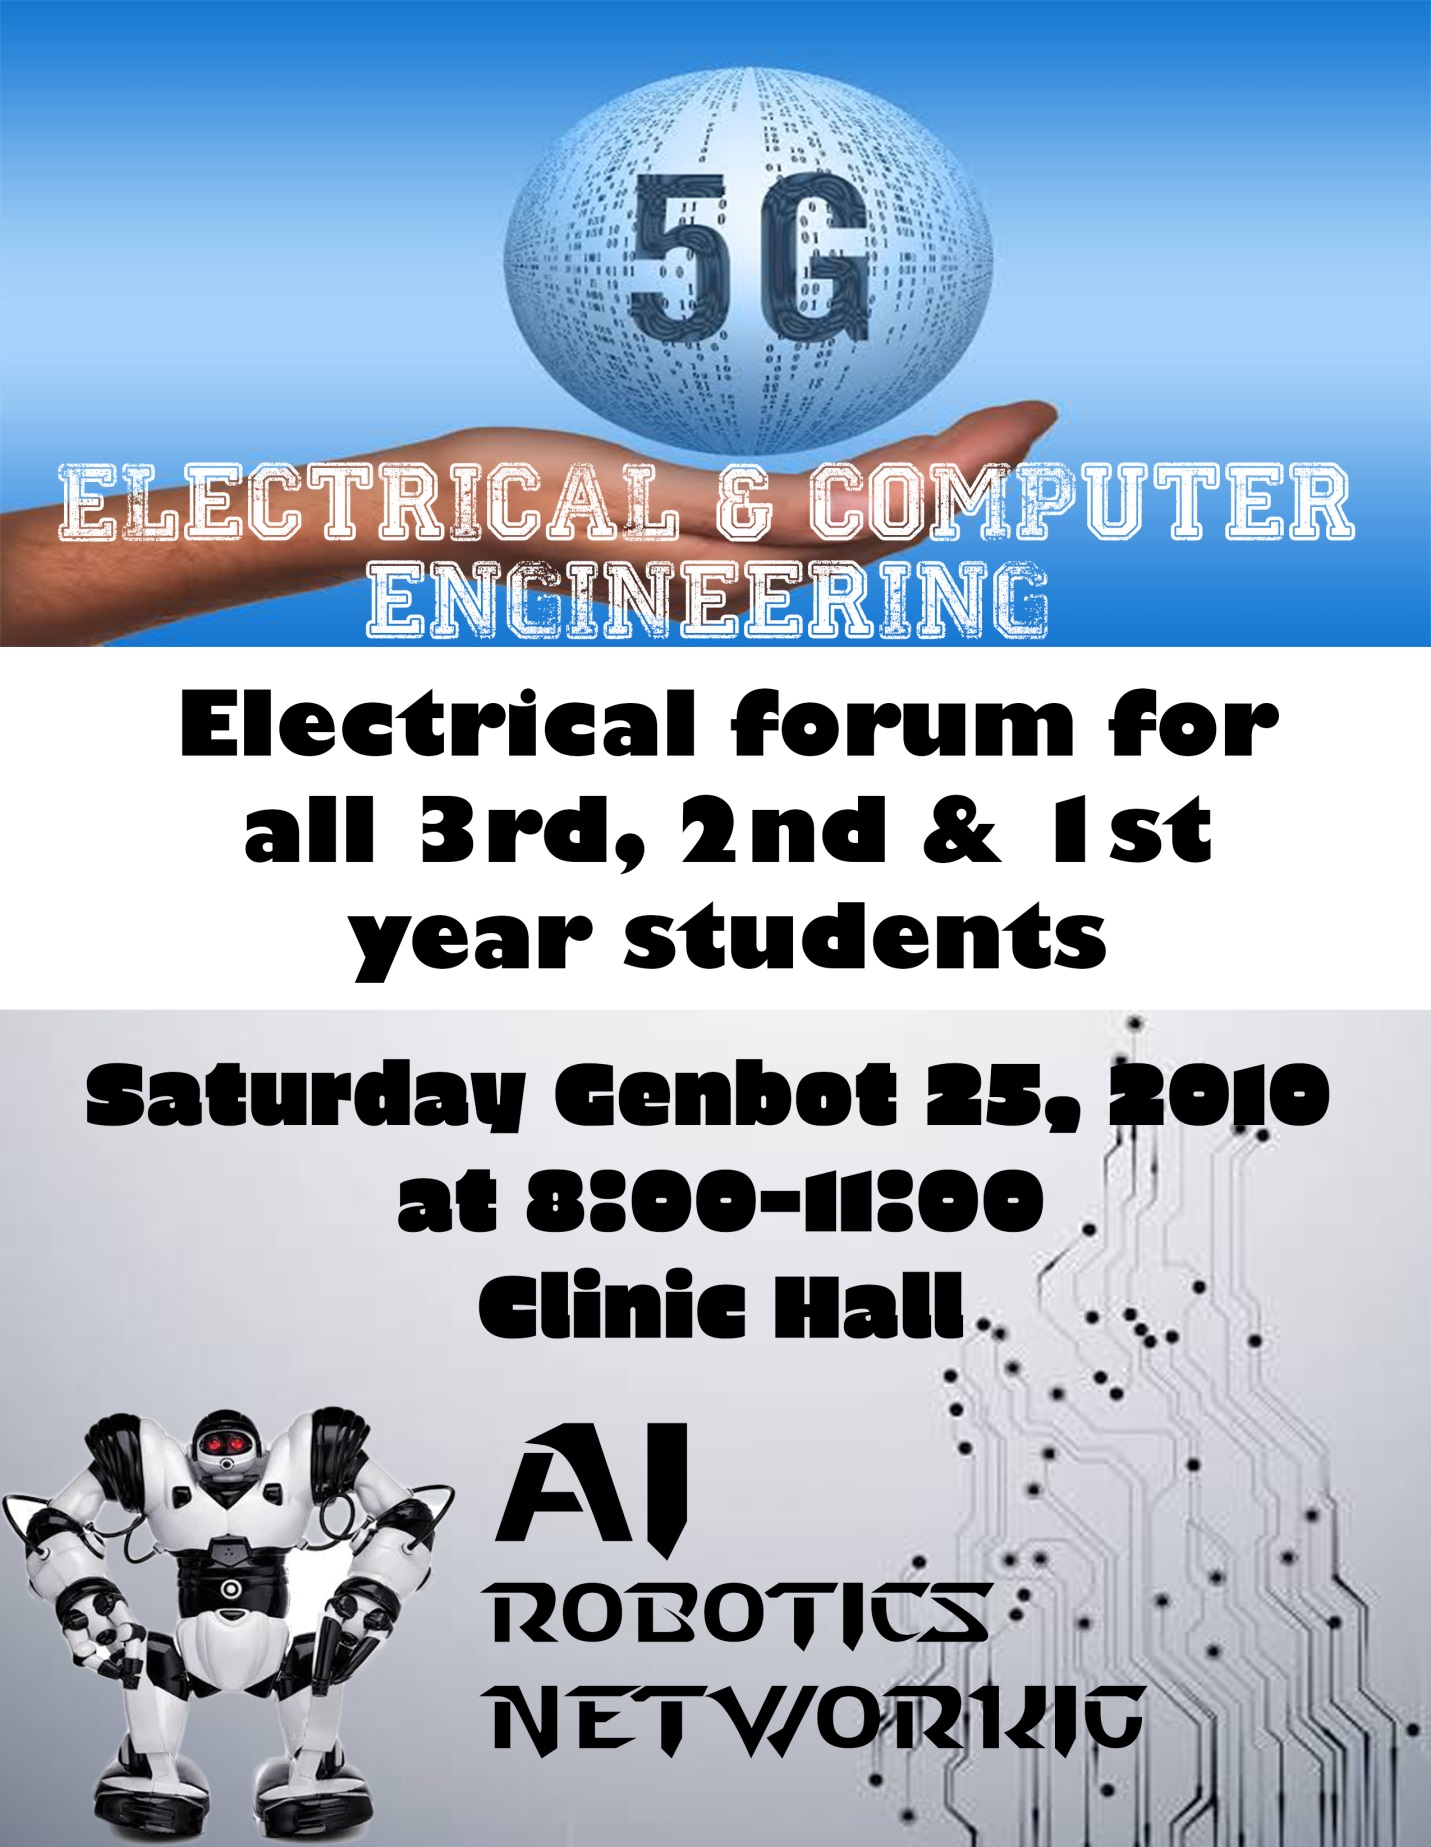 5G
ELECTRICAL & COMPUTER
ENGINEERING
Electrical forum for
all 3rd, 2nd & 1st
year students
Saturday Genbot 25, 2010
at 8:00-11:00
Clinic Hall
AI
ROBOTICS
NETWORKIG